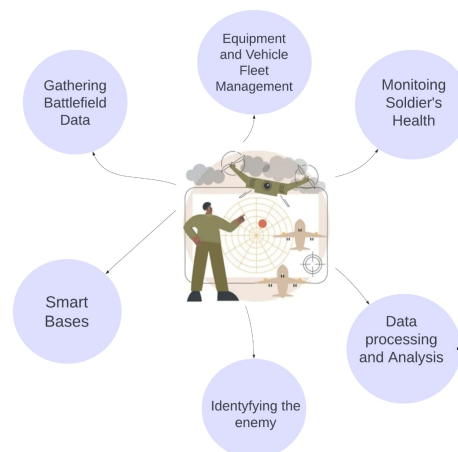 Equipment
and Vehicle
Fleet
Management
Gathering
Battlefield
Data
Monitoing
Soldier's
Health
Smart
Bases
Data
processing
and Analysis
Identyfying the
enemy